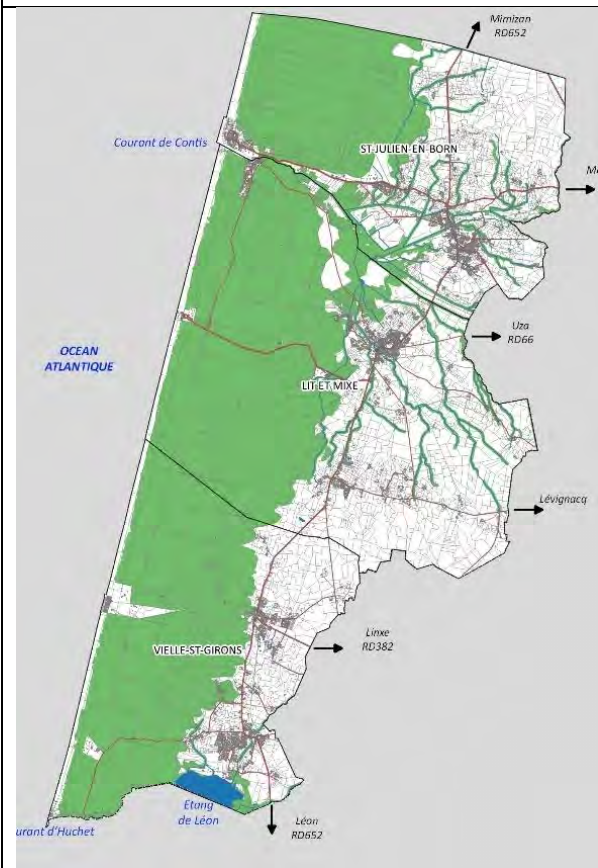 Mimizan
RD652
Courant de Contis
ST-JULIEN-EN-BORN
Uza
RD66
OCEAN
ATLANTIQUE
LIT ET MIXE
Lévignacq
Linxe
RD382
VIELLE-ST-GIRONS
Etang
de Léon
urant d'Huchet
Léon
RD652